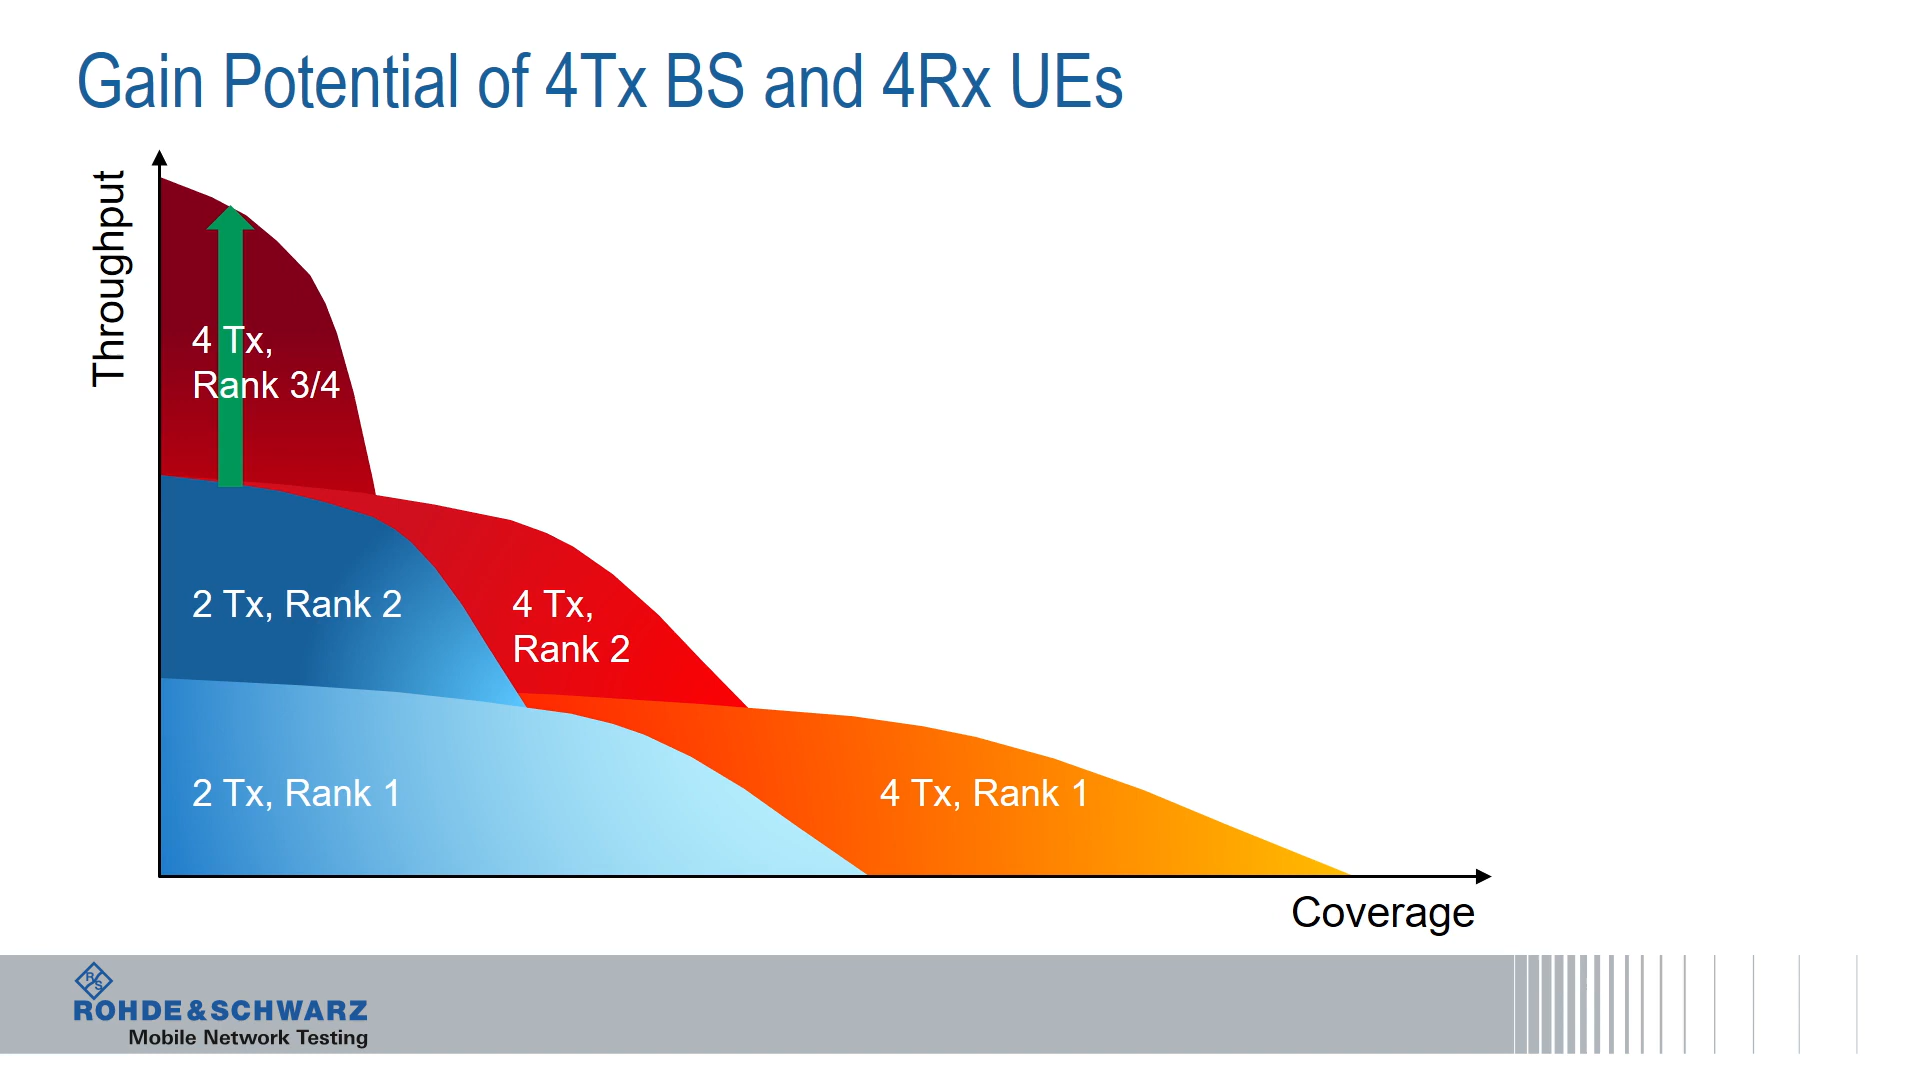 Gain Potential of 4Tx BS and 4Rx UEs
Throughput
4 Tx,
Rank 3/4
2 Tx, Rank 2
4 Tx,
Rank 2
2 Tx, Rank 1
4 Tx, Rank 1
Coverage
R S
ROHDE&SCHWARZ
Mobile Network Testing